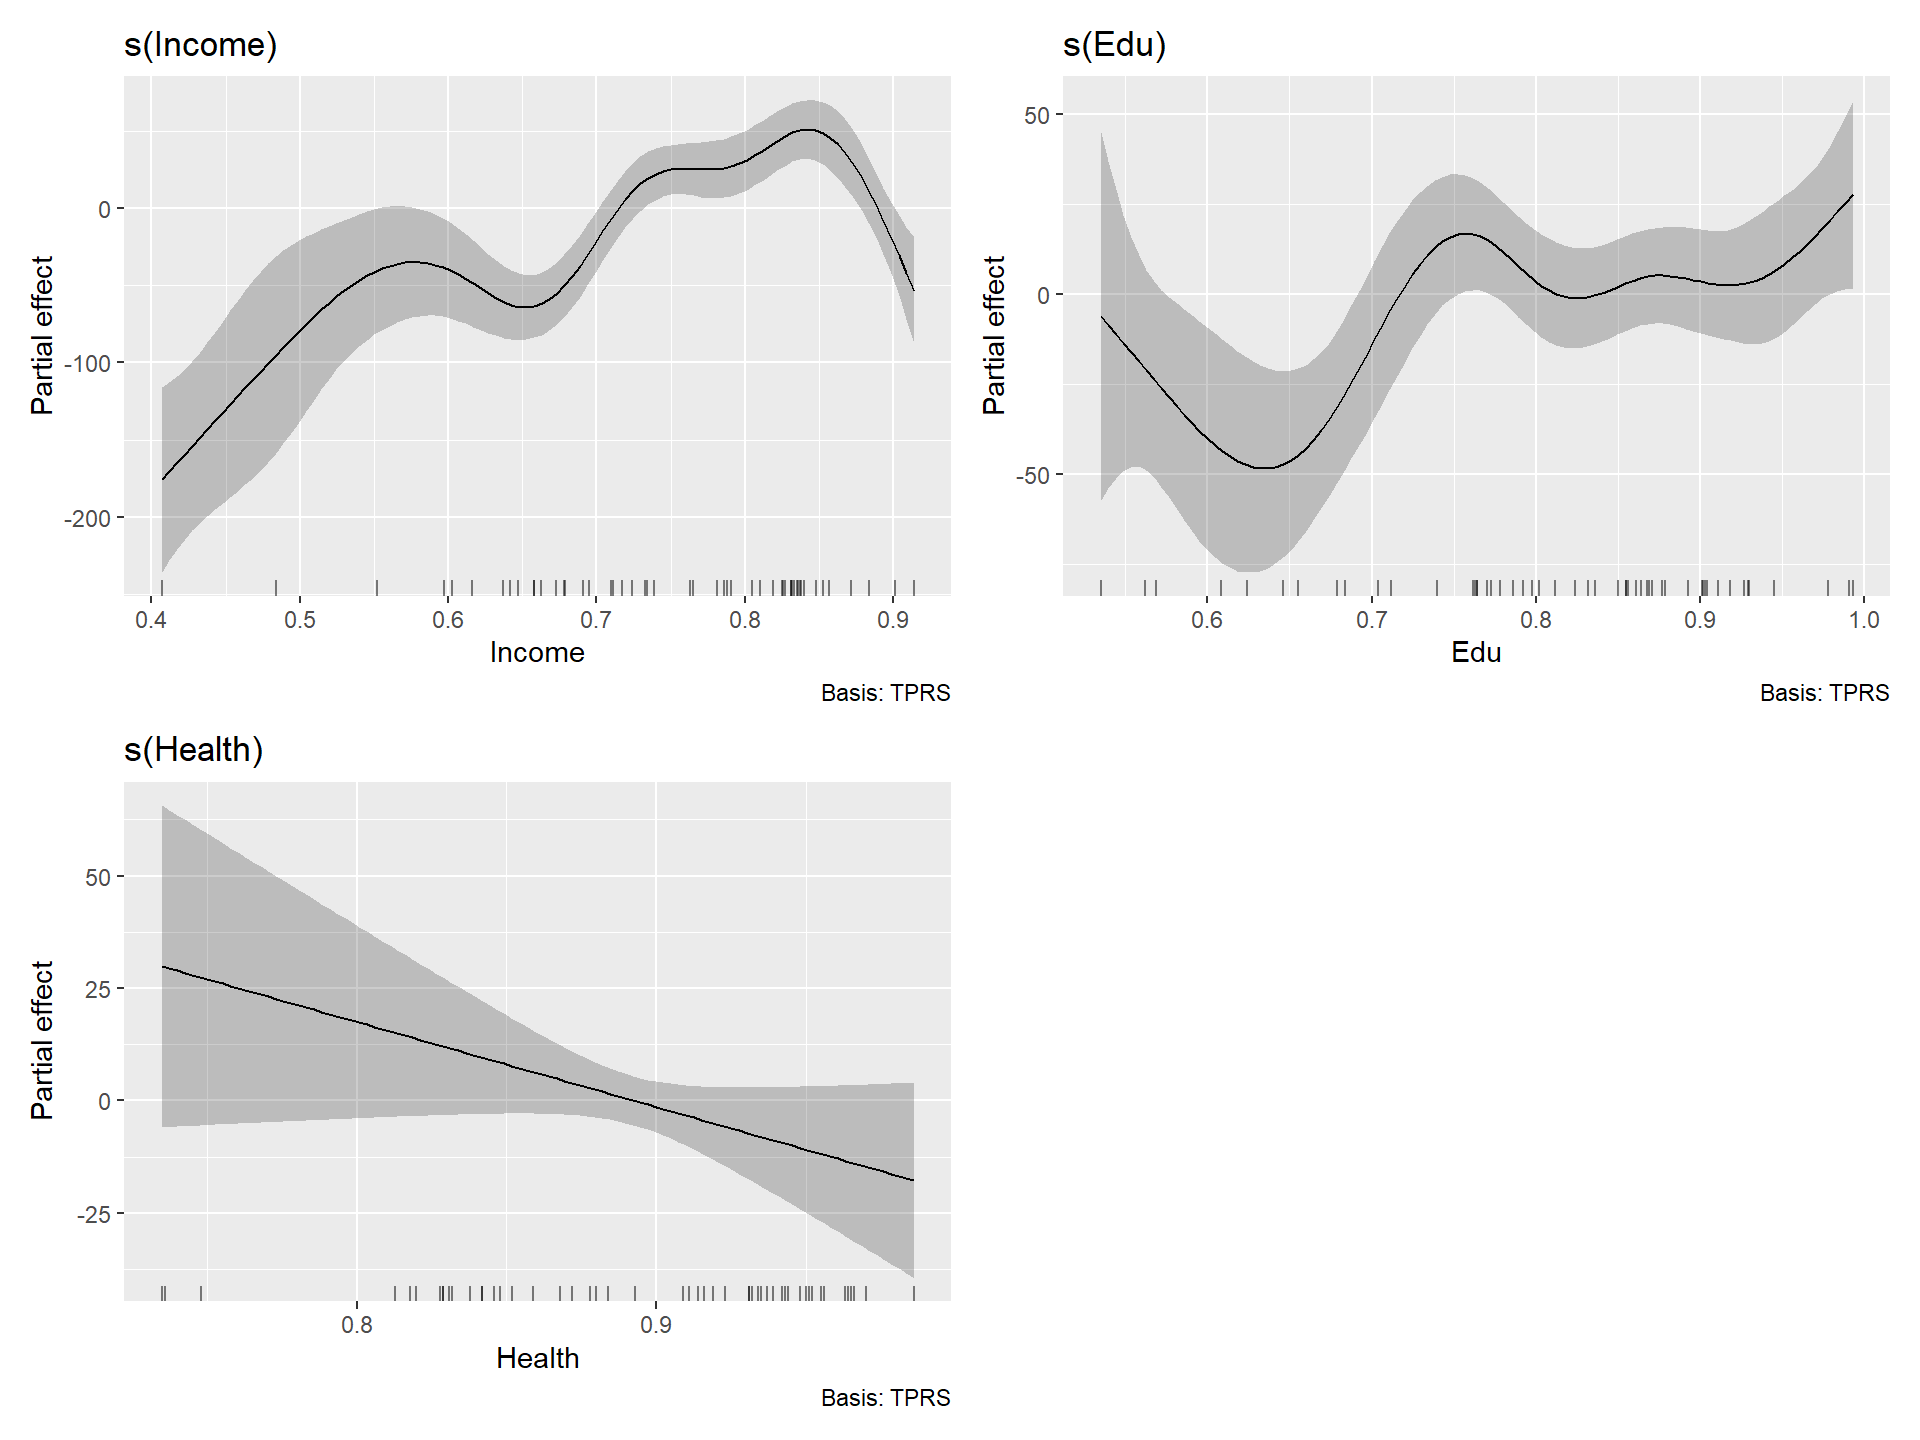 s(Income)
Partial effect
0
-100
-200
0.4 0.5 0.6 0.7 0.8 0.9
Income
Basis: TPRS
s(Edu)
Partial effect
50
0
-50
0.6 0.7 0.8 0.9 1.0
Edu
Basis: TPRS
s(Health)
Partial effect
50
25
0
-25
0.8 0.9
Health
Basis: TPRS